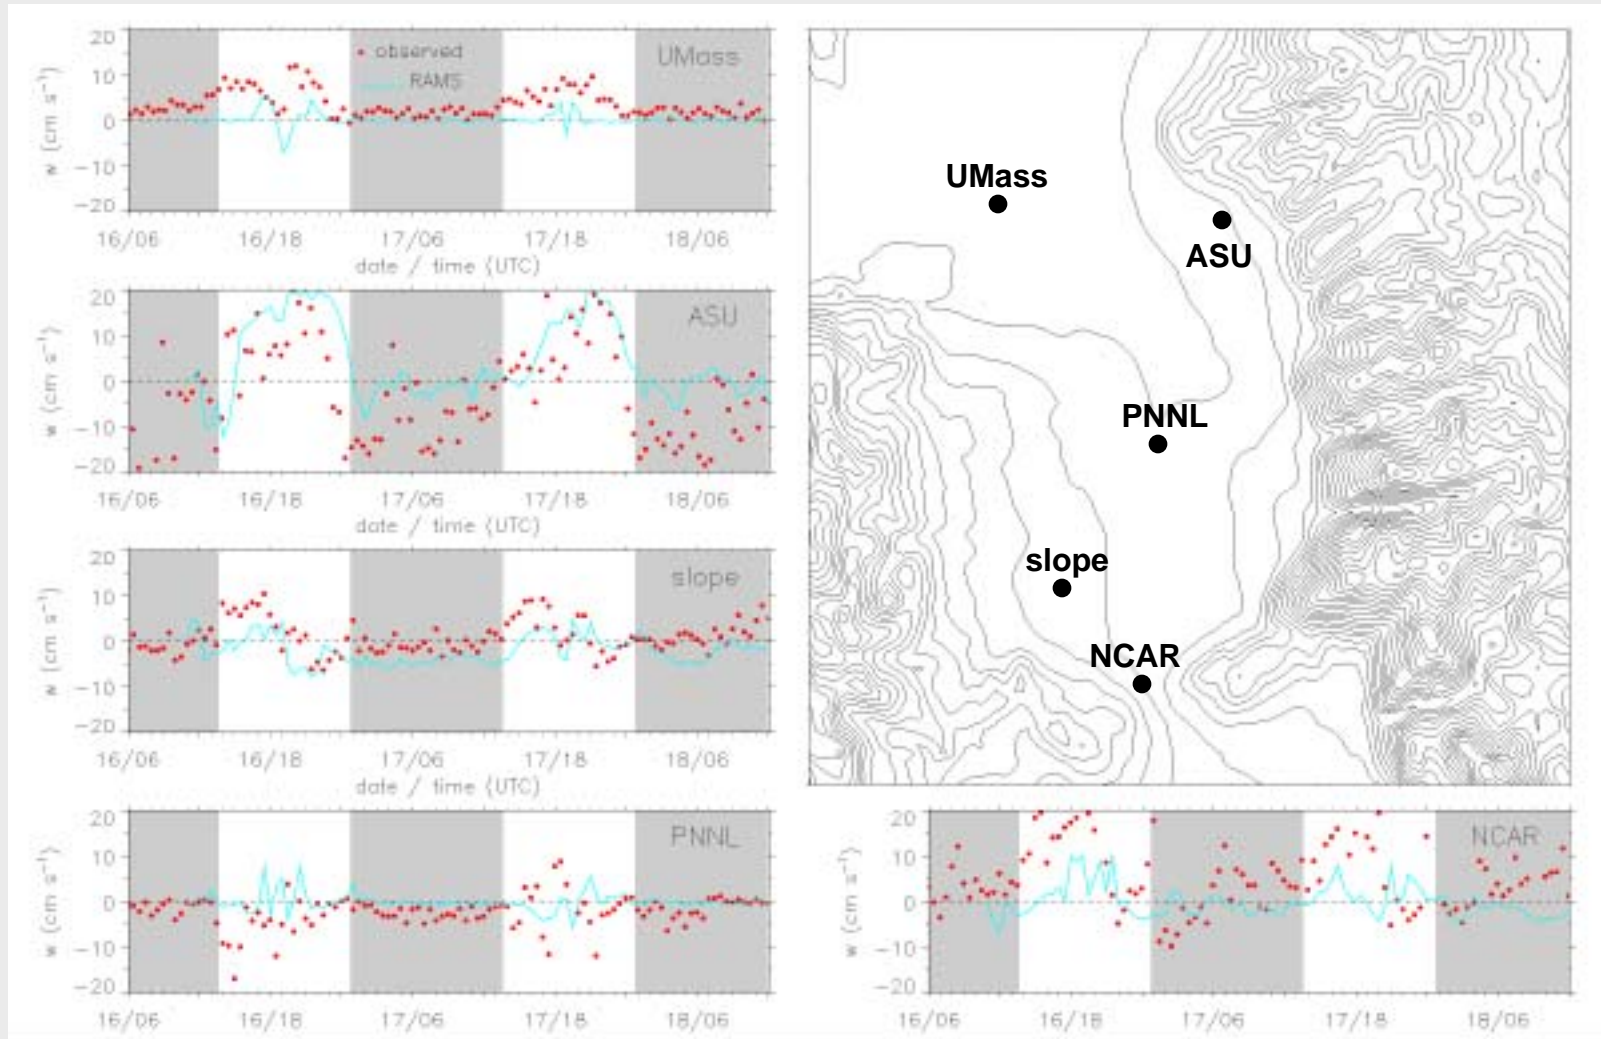 20
10
0
−10
−20
w (cm s⁻¹)
observed
RAMS
UMass
16/06 16/18 17/06 17/18 18/06
date / time (UTC)
20
10
0
−10
−20
w (cm s⁻¹)
ASU
16/06 16/18 17/06 17/18 18/06
date / time (UTC)
20
10
0
−10
−20
w (cm s⁻¹)
slope
16/06 16/18 17/06 17/18 18/06
date / time (UTC)
20
10
0
−10
−20
w (cm s⁻¹)
PNNL
16/06 16/18 17/06 17/18 18/06
UMass
ASU
PNNL
slope
NCAR
20
10
0
−10
−20
w (cm s⁻¹)
NCAR
16/06 16/18 17/06 17/18 18/06